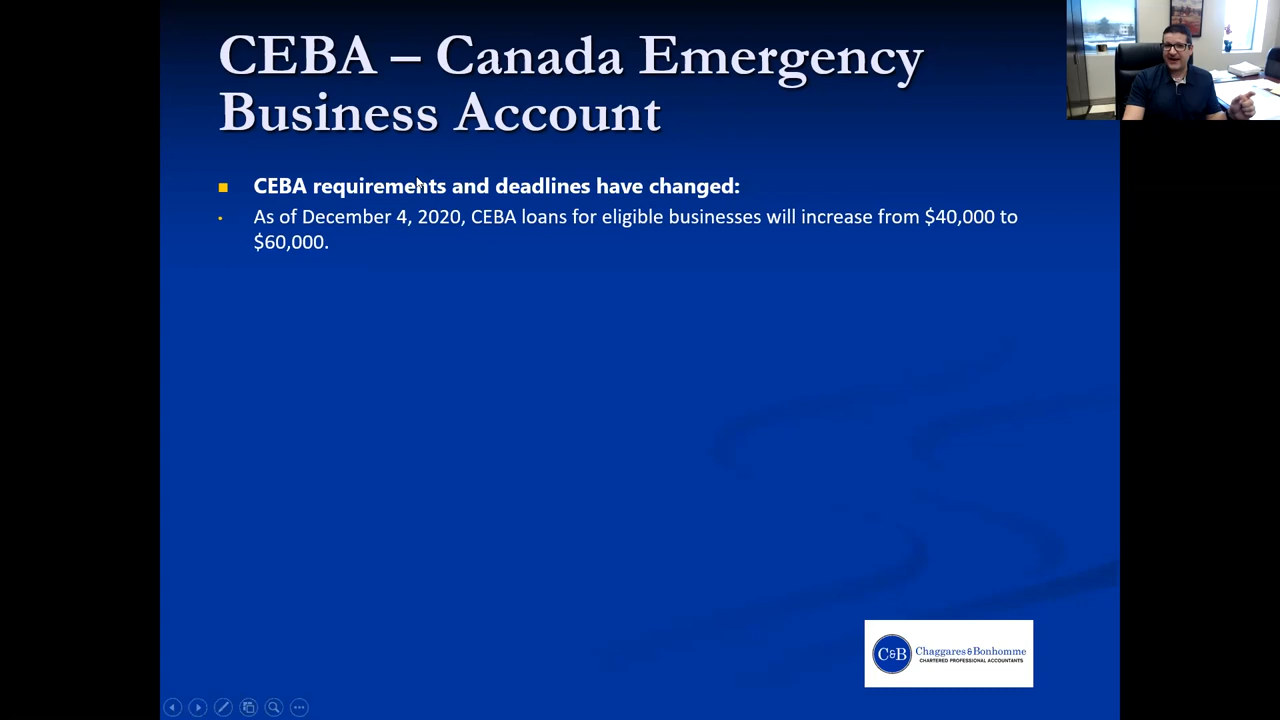 CEBA – Canada Emergency
Business Account
CEBA requirements and deadlines have changed:
As of December 4, 2020, CEBA loans for eligible businesses will increase from $40,000 to
$60,000.
C&B
Chaggares & Bonhomme
CHARTERED PROFESSIONAL ACCOUNTANTS